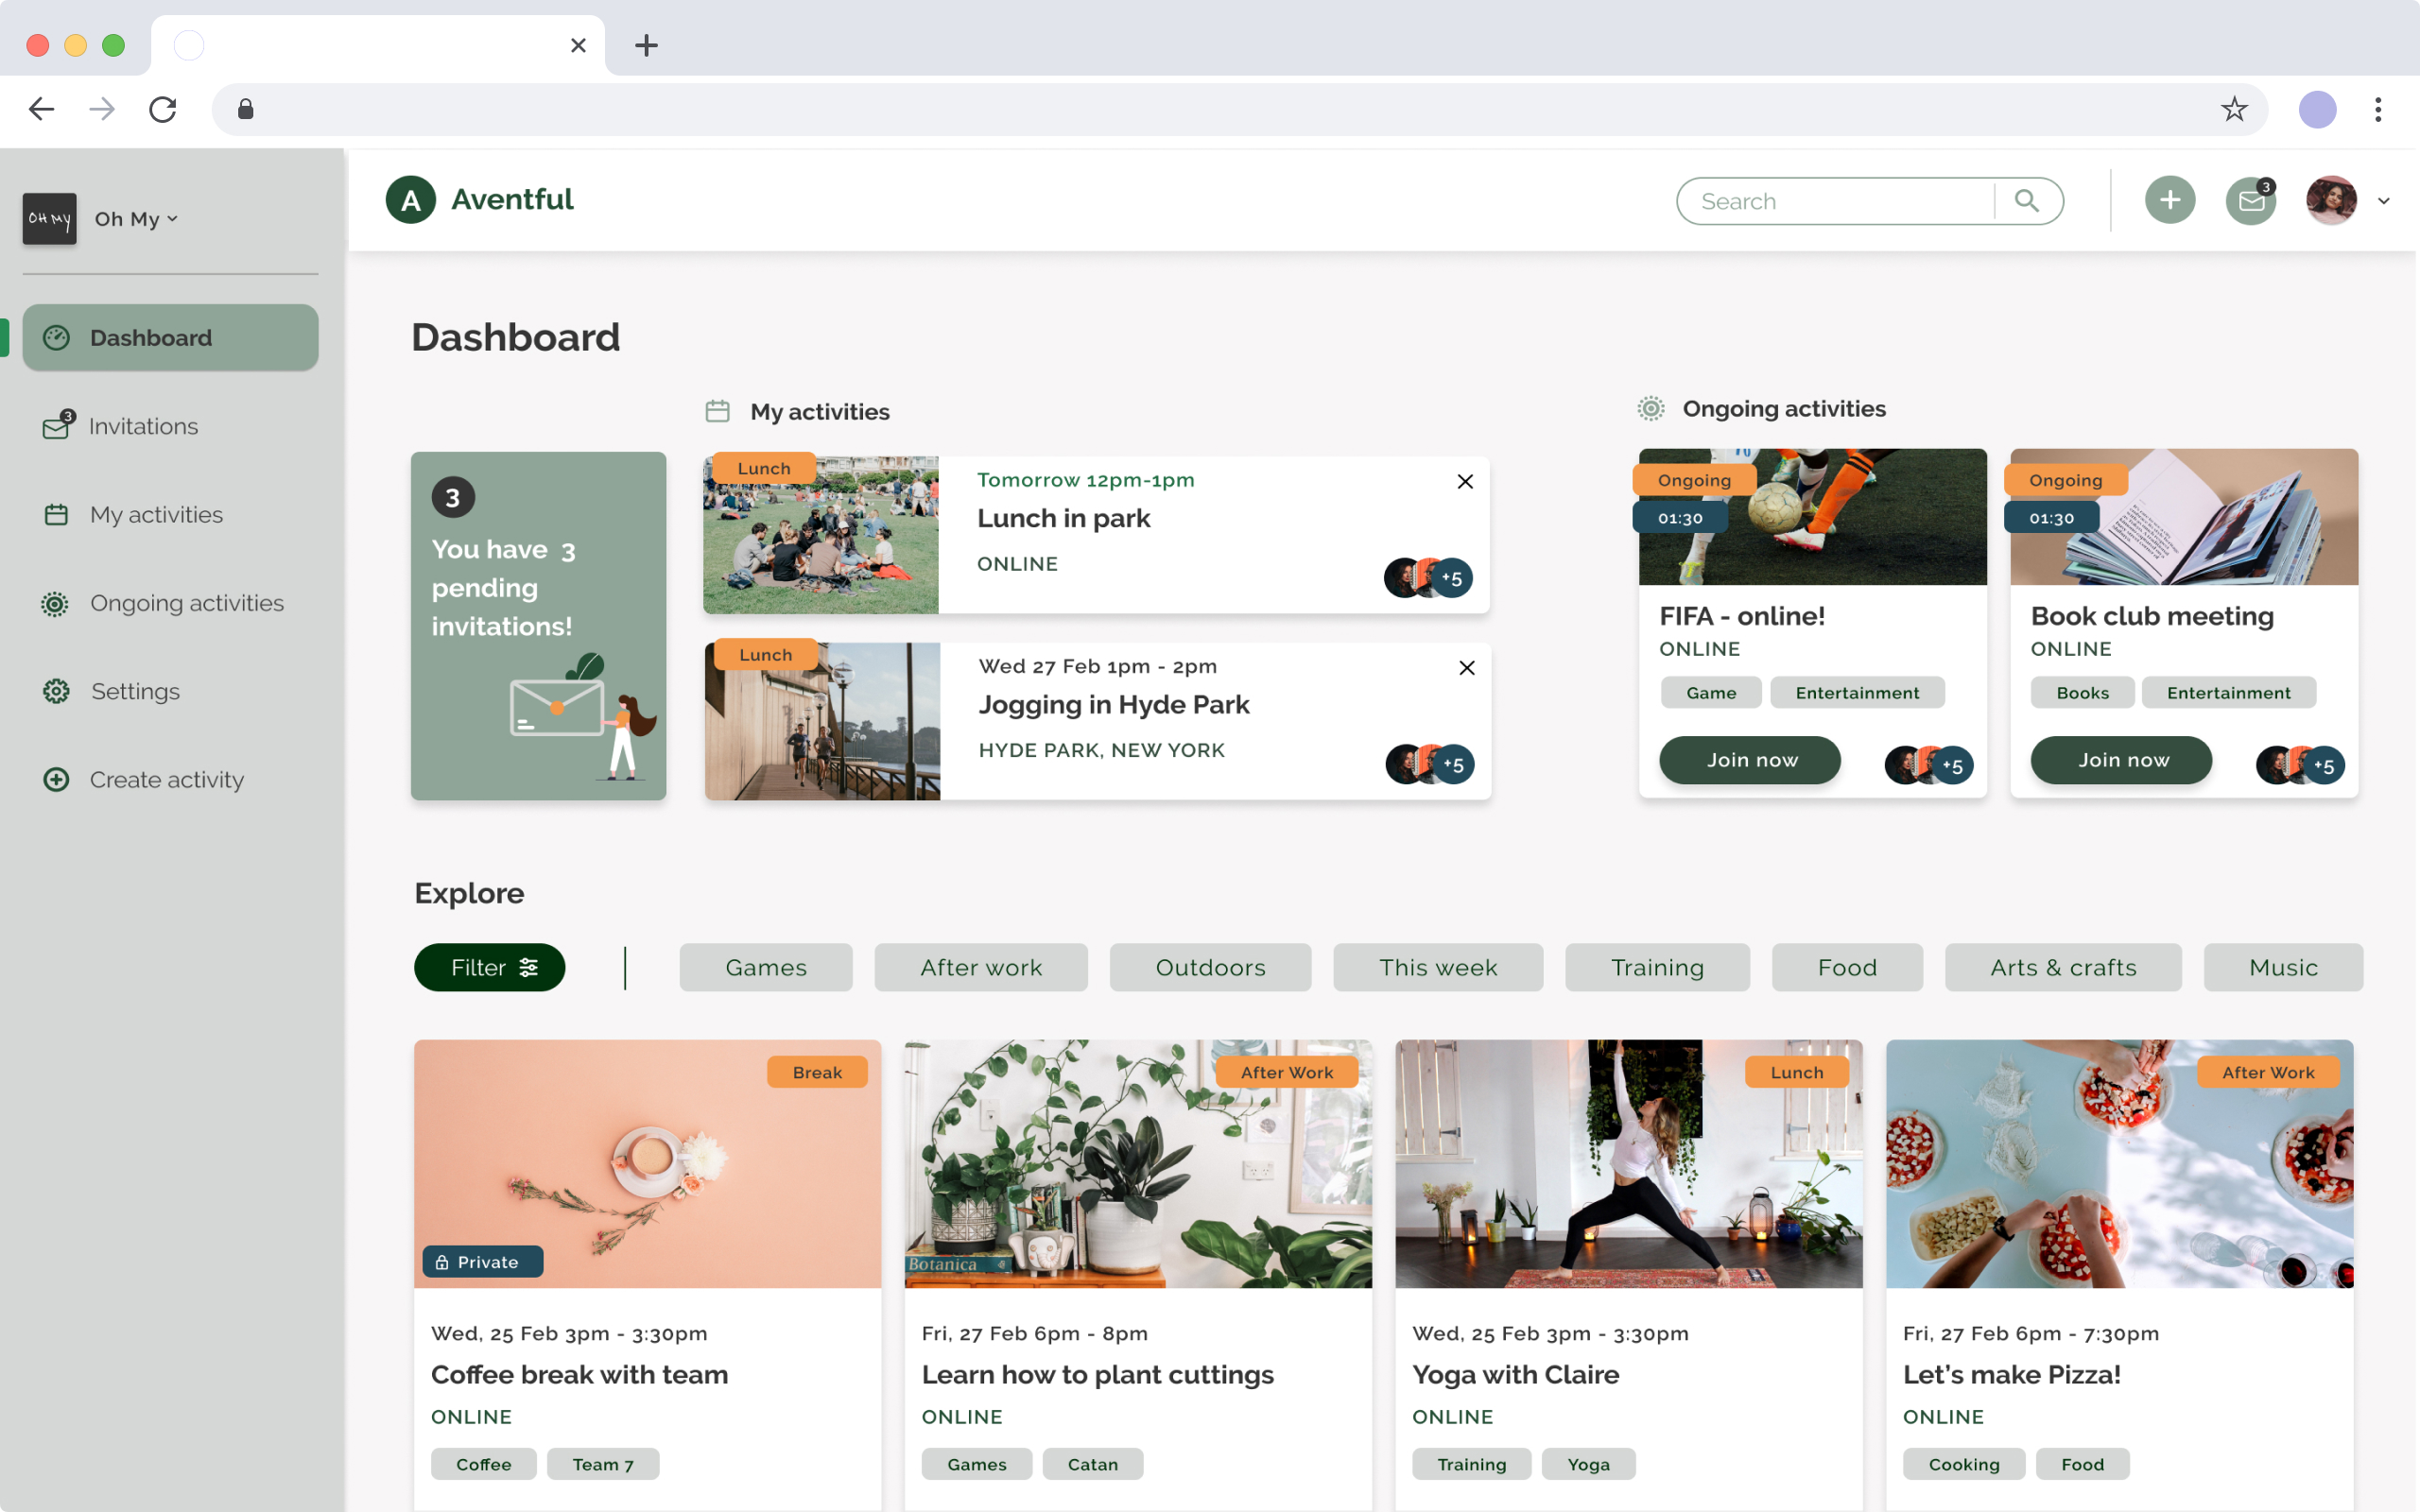 OH MY
Oh My
A
Aventful
Search
3
Dashboard
3
Invitations
My activities
Ongoing activities
Settings
Create activity
Dashboard
3
You have 3
pending
invitations!
My activities
Lunch
Tomorrow 12pm-1pm
Lunch in park
ONLINE
+5
Lunch
Wed 27 Feb 1pm - 2pm
Jogging in Hyde Park
HYDE PARK, NEW YORK
+5
Ongoing activities
Ongoing
01:30
FIFA - online!
ONLINE
Game
Entertainment
Join now
+5
Ongoing
01:30
Book club meeting
ONLINE
Books
Entertainment
Join now
+5
Explore
Filter
Games
After work
Outdoors
This week
Training
Food
Arts & crafts
Music
Break
Private
Wed, 25 Feb 3pm - 3:30pm
Coffee break with team
ONLINE
Coffee
Team 7
After Work
Botanica
Fri, 27 Feb 6pm - 8pm
Learn how to plant cuttings
ONLINE
Games
Catan
Lunch
Wed, 25 Feb 3pm - 3:30pm
Yoga with Claire
ONLINE
Training
Yoga
After Work
Fri, 27 Feb 6pm - 7:30pm
Let’s make Pizza!
ONLINE
Cooking
Food